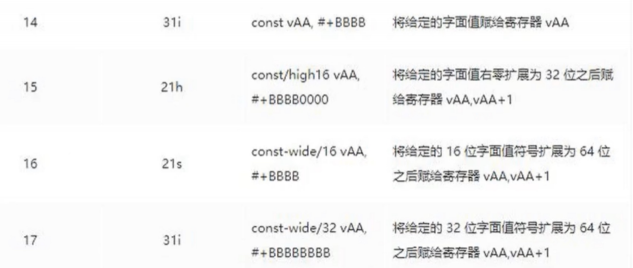 14 31i const vAA, #+BBBB 将给定的字面值赋给寄存器 vAA
15 21h const/high16 vAA, #+BBBB0000 将给定的字面值右零扩展为 32 位之后赋
给寄存器 vAA,vAA+1
16 21s const-wide/16 vAA, #+BBBB 将给定的 16 位字面值符号扩展为 64 位
之后赋给寄存器 vAA,vAA+1
17 31i const-wide/32 vAA, #+BBBBBBBB 将给定的 32 位字面值符号扩展为 64 位
之后赋给寄存器 vAA,vAA+1